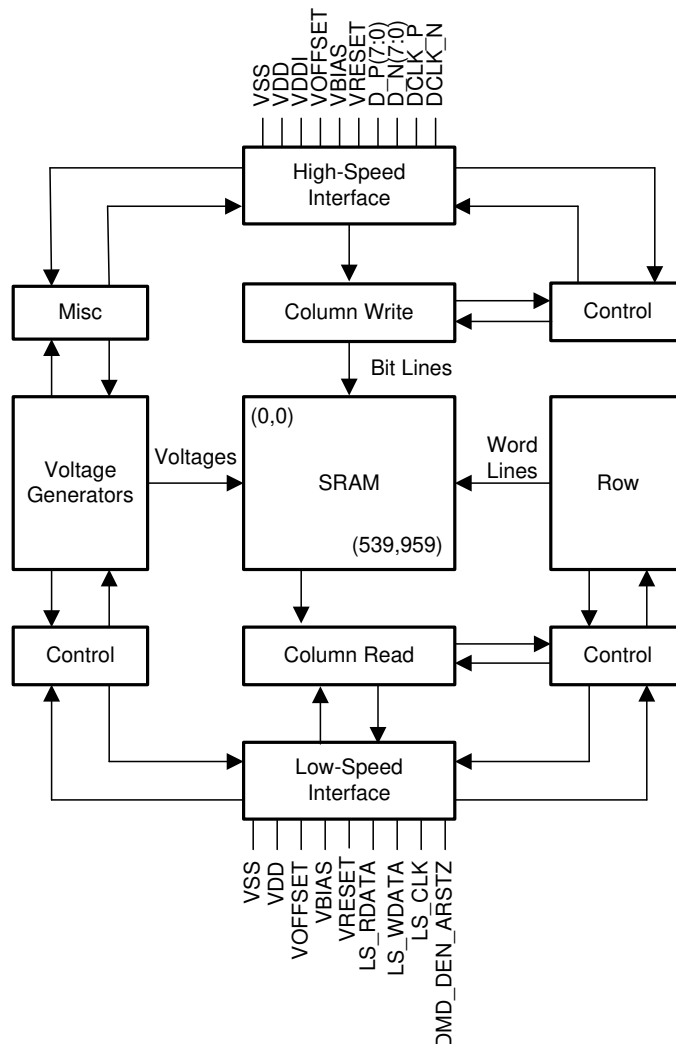 VSS
VDD
VDDI
VOFFSET
VBIAS
VRESET
D_P(7:0)
D_N(7:0)
DCLK_P
DCLK_N
High-Speed
Interface
Misc
Column Write
Control
Bit Lines
(0,0)
Voltages
Word
Lines
Voltage
Generators
SRAM
Row
(539,959)
Control
Column Read
Control
Low-Speed
Interface
VSS
VDD
VOFFSET
VBIAS
VRESET
LS_RDATA
LS_WDATA
LS_CLK
DMD_DEN_ARSTZ